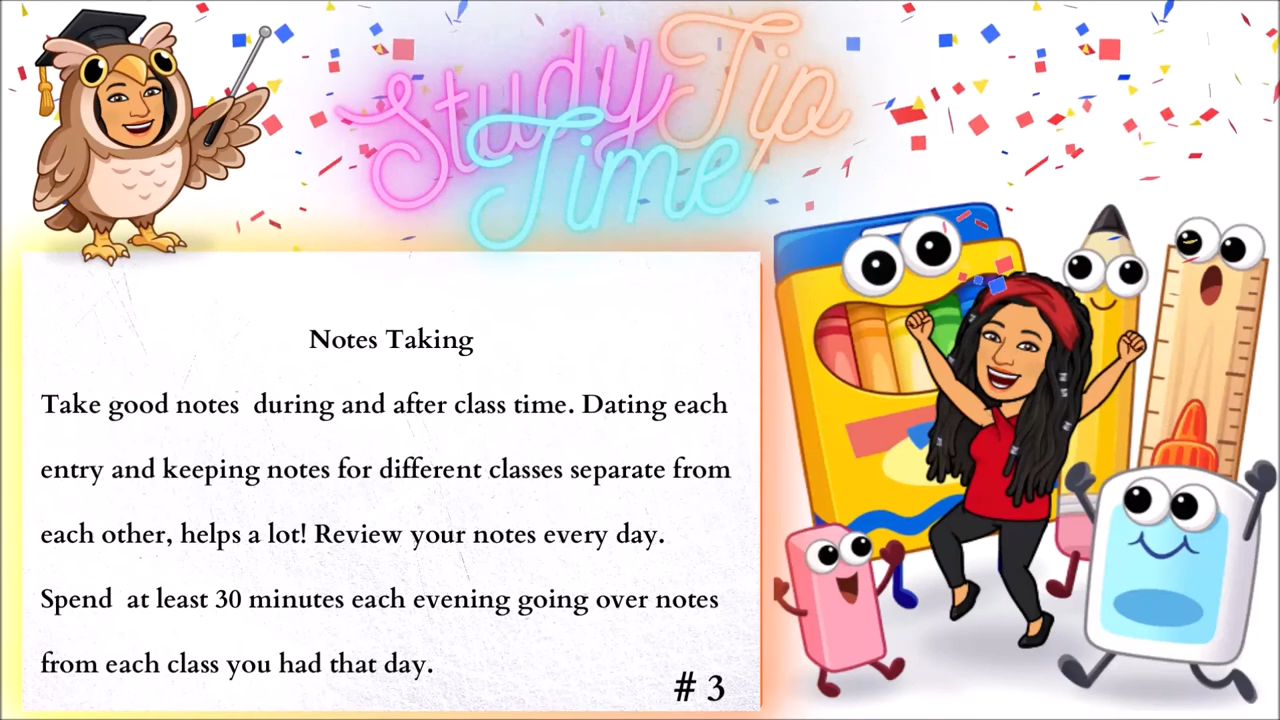 Study Tip
Time
Notes Taking
Take good notes  during and after class time. Dating each
entry and keeping notes for different classes separate from
each other, helps a lot! Review your notes every day.
Spend  at least 30 minutes each evening going over notes
from each class you had that day.
# 3